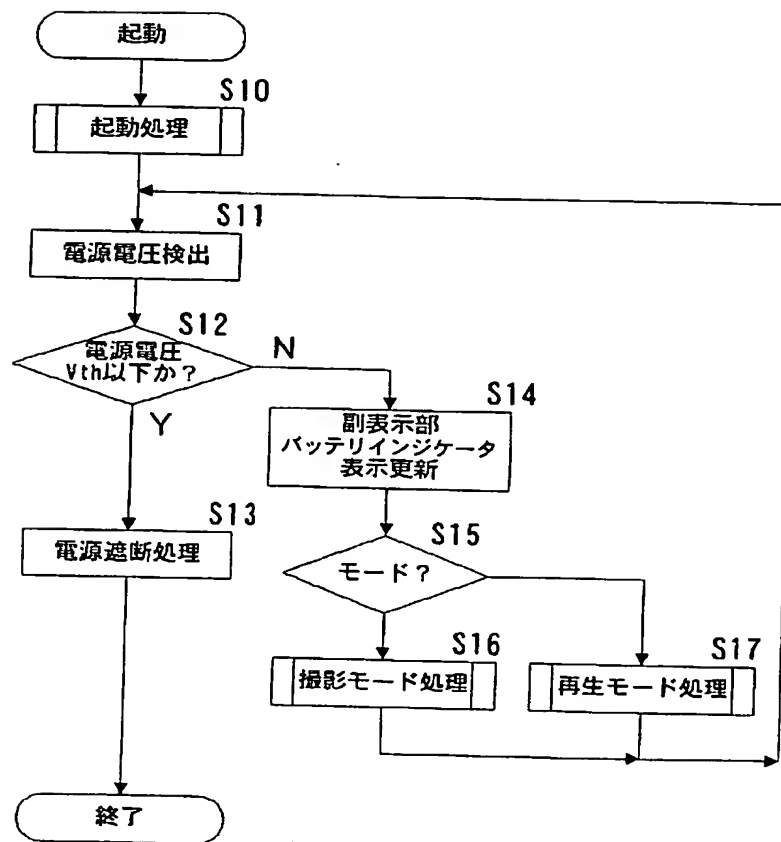 起動
S10
起動処理
S11
電源電圧検出
S12
電源電圧
Vth以下か？
N
Y
S14
副表示部
バッテリインジケータ
表示更新
S13
電源遮断処理
S15
モード？
S16
撮影モード処理
S17
再生モード処理
終了